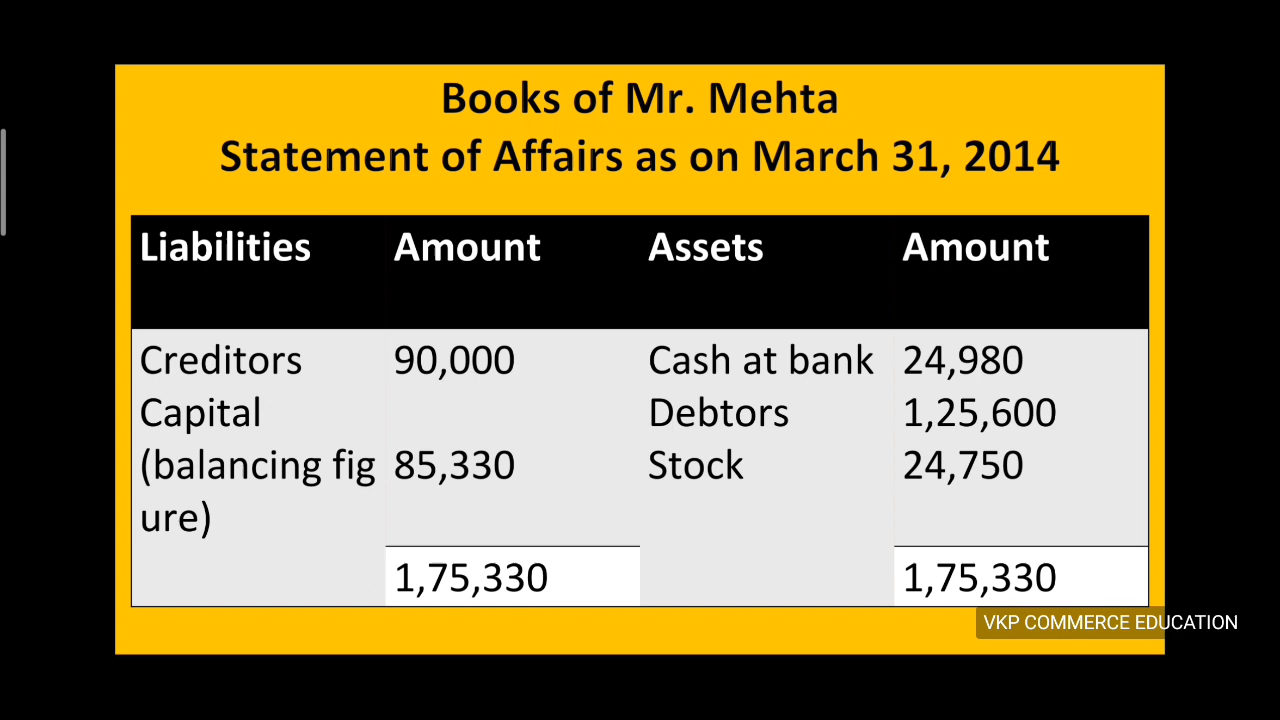 Books of Mr. Mehta
Statement of Affairs as on March 31, 2014
Liabilities Amount Assets Amount
Creditors 90,000 Cash at bank 24,980
Capital Debtors 1,25,600
(balancing fig 85,330 Stock 24,750
ure)
1,75,330 1,75,330
VKP COMMERCE EDUCATION